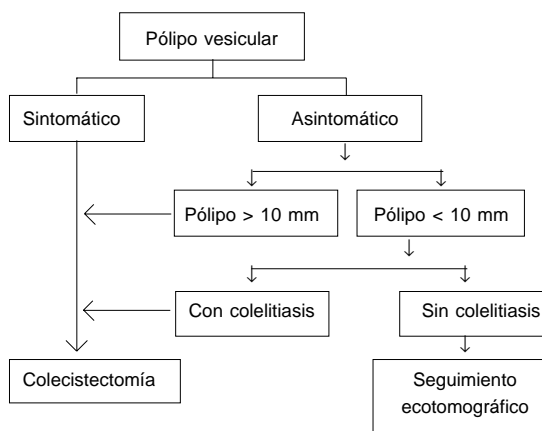 Pólipo vesicular
Sintomático
Asintomático
Pólipo > 10 mm
Pólipo < 10 mm
Con colelitiasis
Sin colelitiasis
Colecistectomía
Seguimiento
ecotomográfico